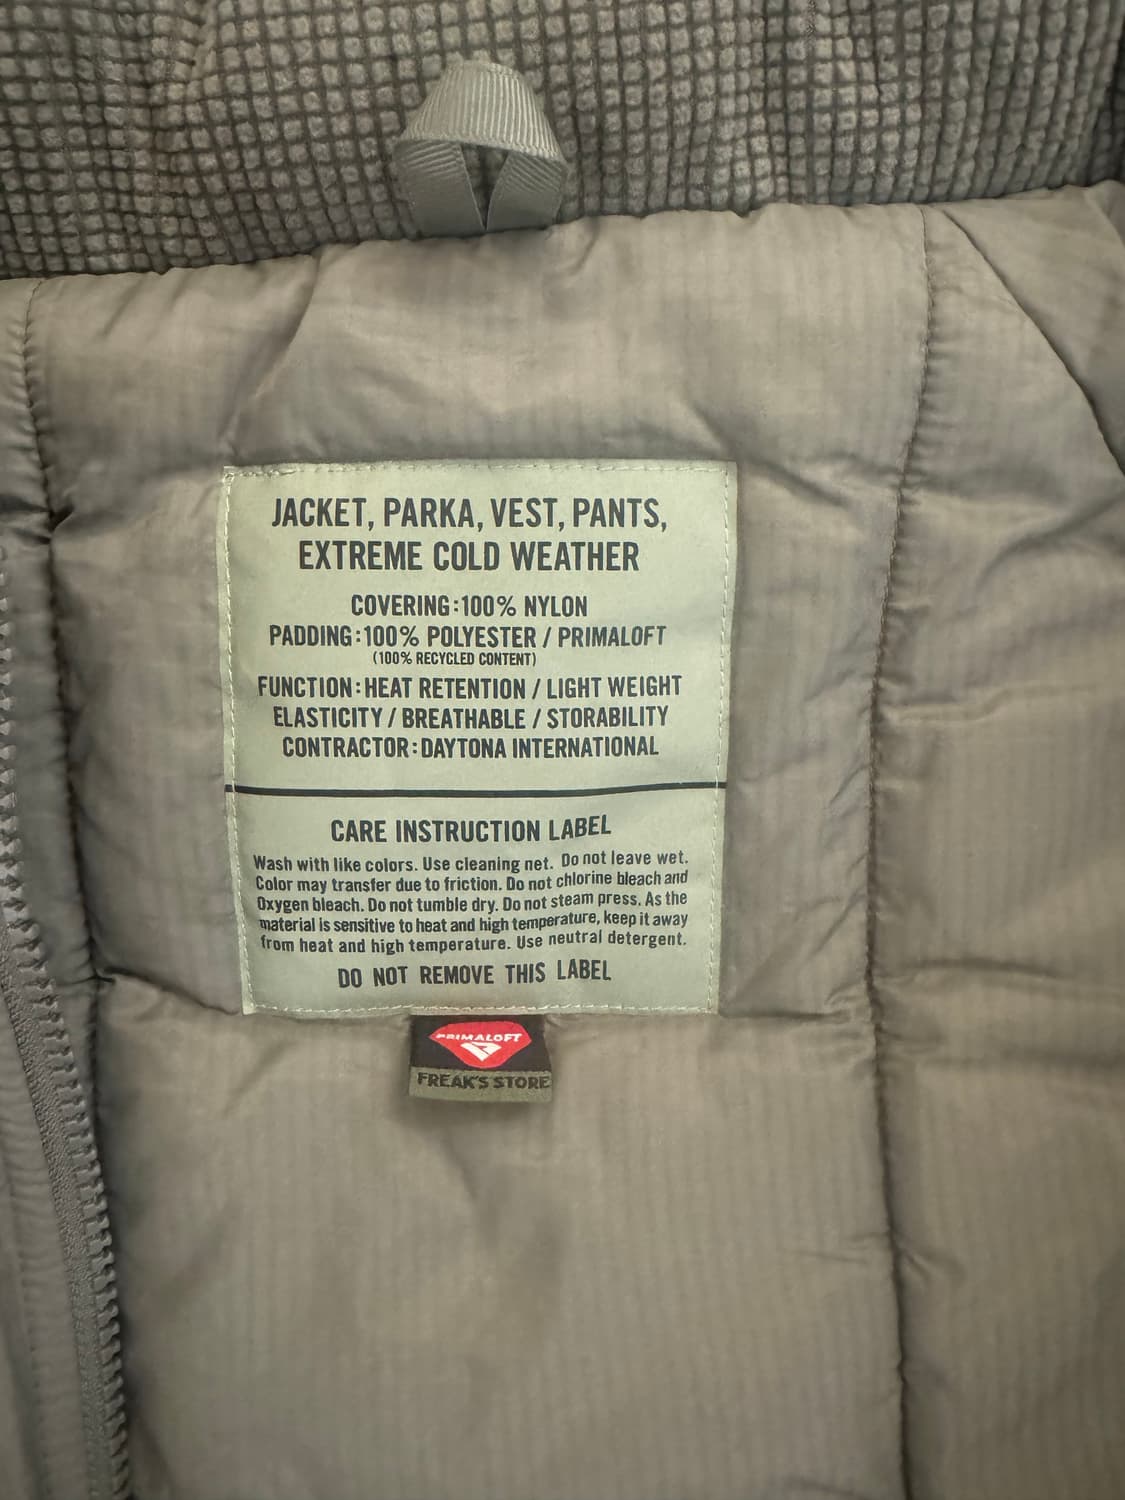 JACKET, PARKA, VEST, PANTS,
EXTREME COLD WEATHER
COVERING:100% NYLON
PADDING:100% POLYESTER / PRIMALOFT
(100% RECYCLED CONTENT)
FUNCTION:HEAT RETENTION / LIGHT WEIGHT
ELASTICITY / BREATHABLE / STORABILITY
CONTRACTOR:DAYTONA INTERNATIONAL
CARE INSTRUCTION LABEL
Wash with like colors. Use cleaning net. Do not leave wet.
Color may transfer due to friction. Do not chlorine bleach and
Oxygen bleach. Do not tumble dry. Do not steam press. As the
material is sensitive to heat and high temperature, keep it away
from heat and high temperature. Use neutral detergent.
DO NOT REMOVE THIS LABEL
PRIMALOFT
FREAK'S STORE